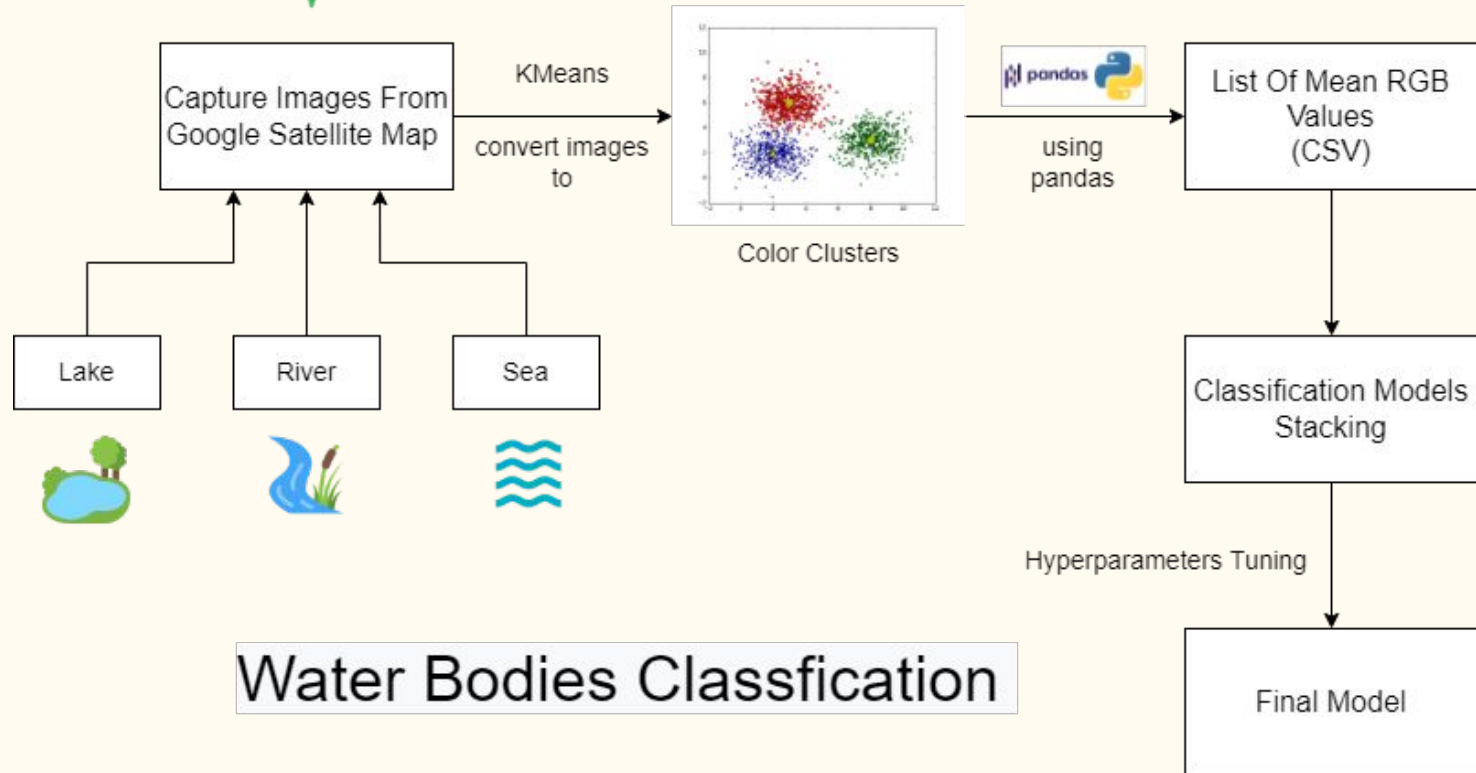 Capture Images From
Google Satellite Map
KMeans
convert images
to
Color Clusters
pandas
using
pandas
List Of Mean RGB
Values
(CSV)
Lake
River
Sea
Classification Models
Stacking
Hyperparameters Tuning
Final Model
Water Bodies Classfication